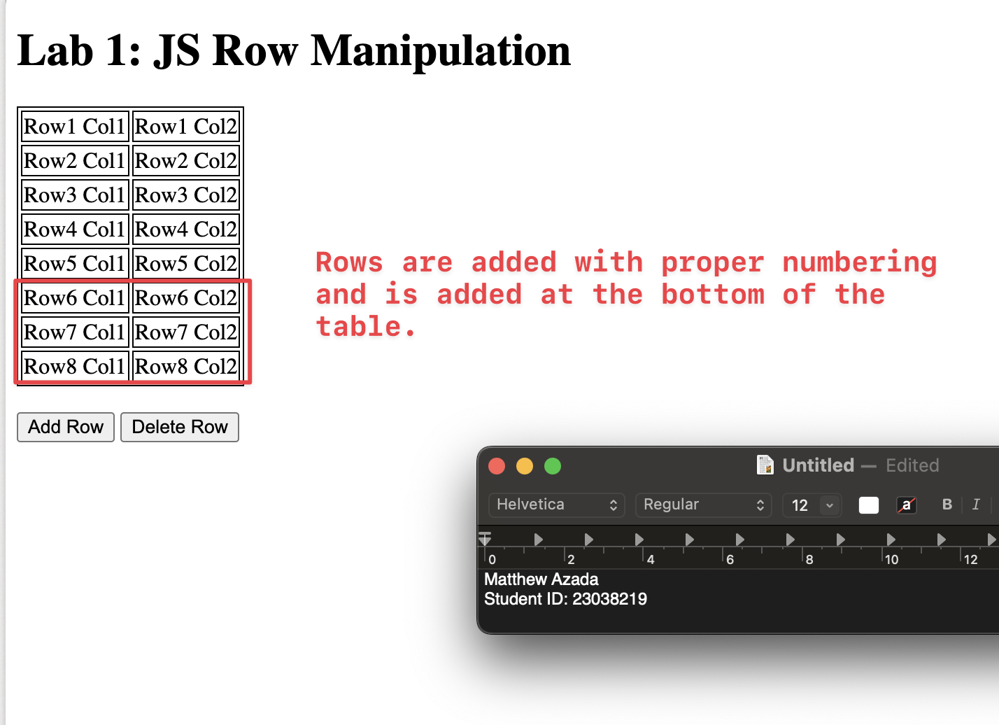 Lab 1: JS Row Manipulation
Row1 Col1 Row1 Col2
Row2 Col1 Row2 Col2
Row3 Col1 Row3 Col2
Row4 Col1 Row4 Col2
Row5 Col1 Row5 Col2
Row6 Col1 Row6 Col2
Row7 Col1 Row7 Col2
Row8 Col1 Row8 Col2
Rows are added with proper numbering
and is added at the bottom of the
table.
Add Row Delete Row
Untitled — Edited
Helvetica Regular 12 a B I
0 2 4 6 8 10 12
Matthew Azada
Student ID: 23038219